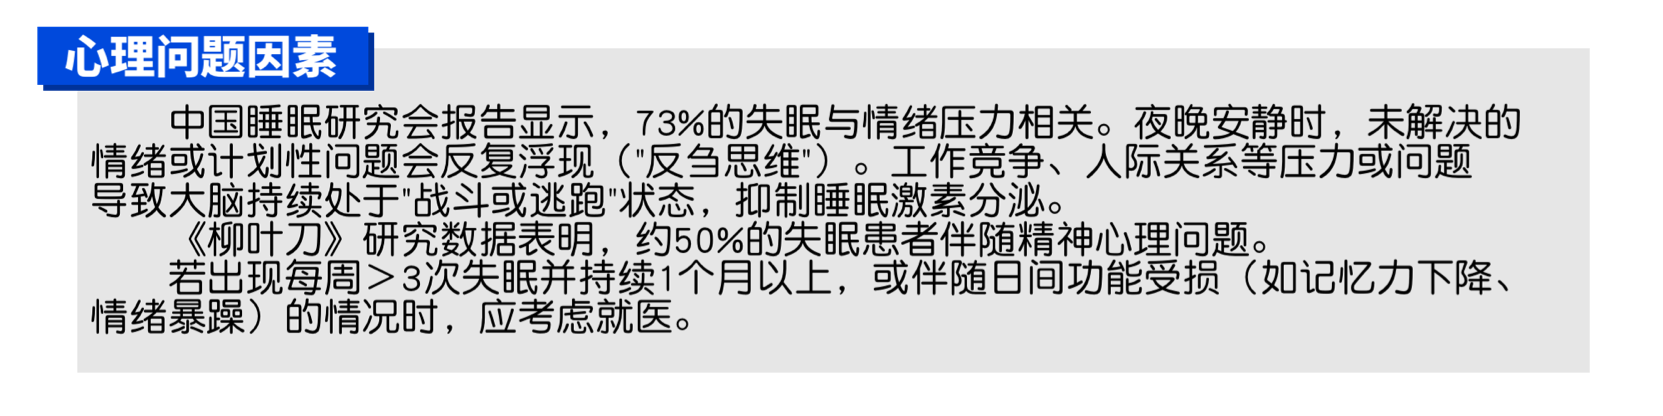 心理问题因素
中国睡眠研究会报告显示，73%的失眠与情绪压力相关。夜晚安静时，未解决的
情绪或计划性问题会反复浮现（"反刍思维"）。工作竞争、人际关系等压力或问题
导致大脑持续处于"战斗或逃跑"状态，抑制睡眠激素分泌。
《柳叶刀》研究数据表明，约50%的失眠患者伴随精神心理问题。
若出现每周＞3次失眠并持续1个月以上，或伴随日间功能受损（如记忆力下降、
情绪暴躁）的情况时，应考虑就医。